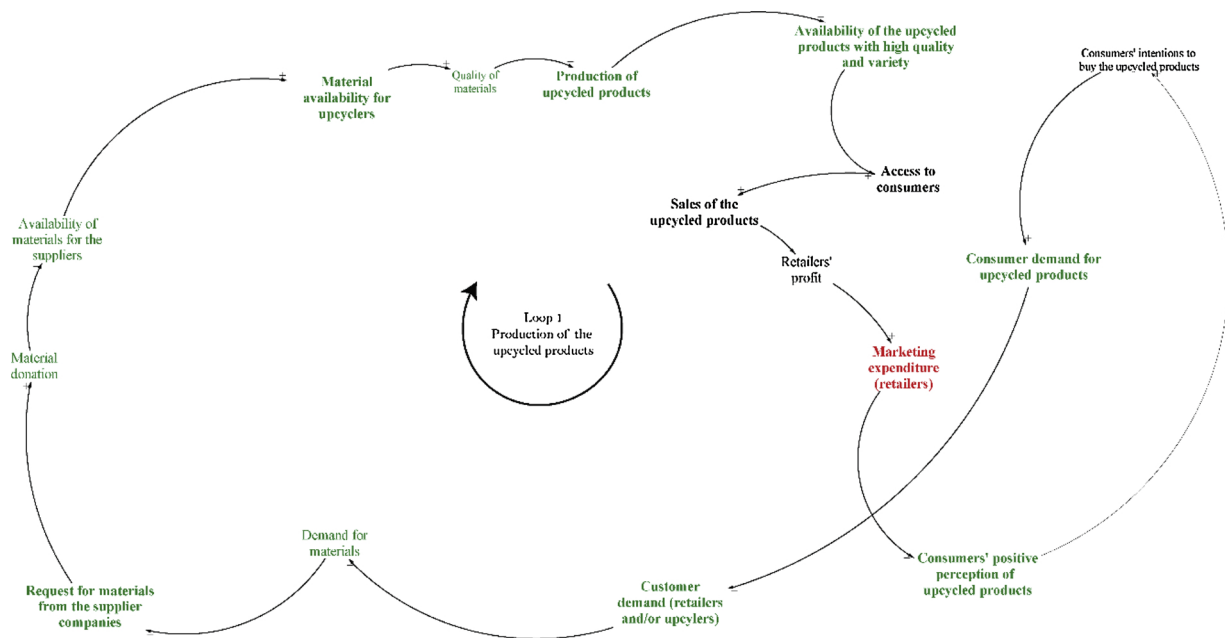 Availability of the upcycled
products with high quality
and variety
Consumers' intentions to
buy the upcycled products
Material
availability for
upcyclers
Quality of
materials
Production of
upcycled products
Access to
consumers
Sales of the
upcycled products
Availability of
materials for the
suppliers
Retailers'
profit
Consumer demand for
upcycled products
Loop 1
Production of the
upcycled products
Material
donation
Marketing
expenditure
(retailers)
Demand for
materials
Request for materials
from the supplier
companies
Customer
demand (retailers
and/or upcylers)
Consumers' positive
perception of
upcycled products